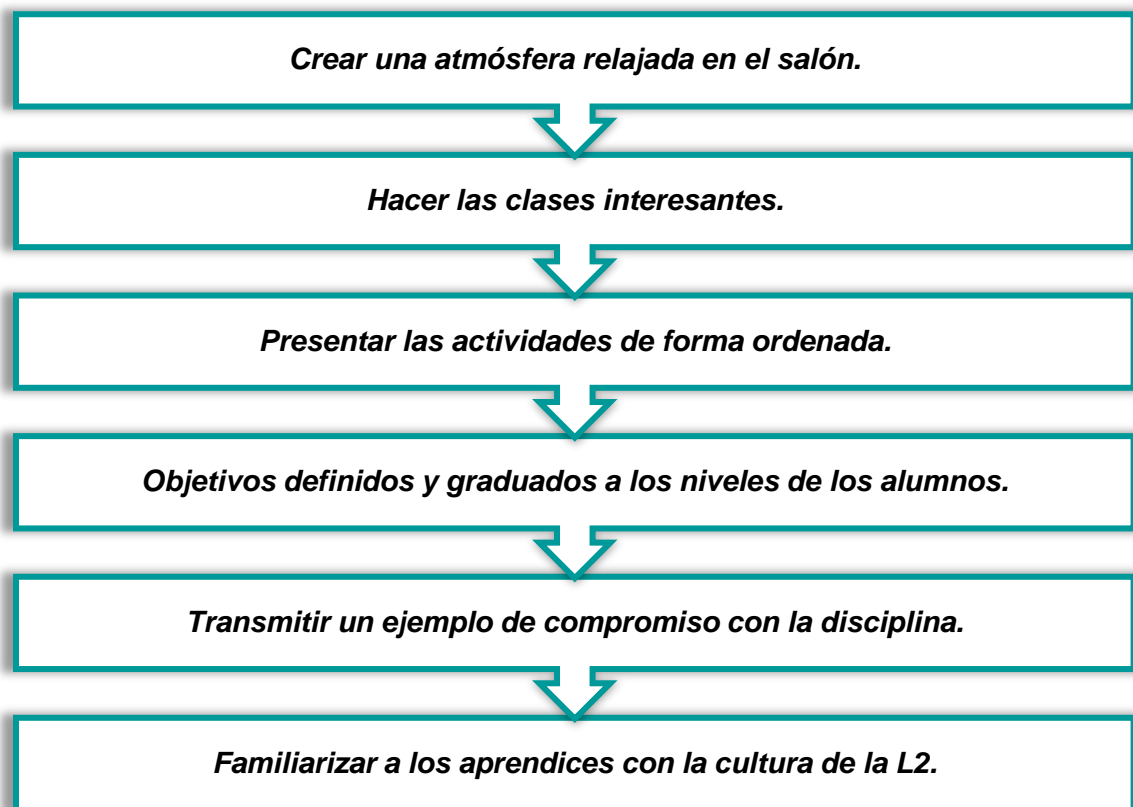 Crear una atmósfera relajada en el salón.
Hacer las clases interesantes.
Presentar las actividades de forma ordenada.
Objetivos definidos y graduados a los niveles de los alumnos.
Transmitir un ejemplo de compromiso con la disciplina.
Familiarizar a los aprendices con la cultura de la L2.